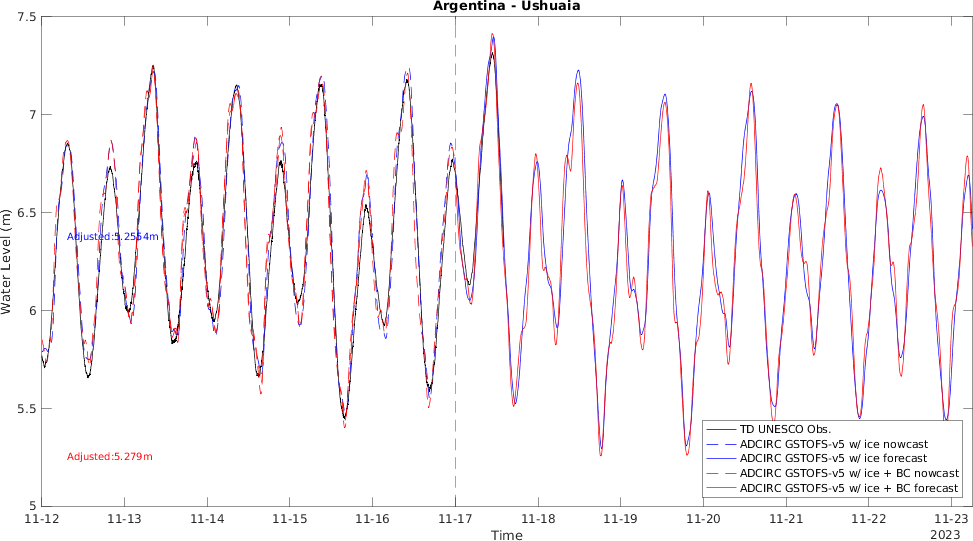 Argentina - Ushuaia
7.5
7
6.5
6
5.5
5
Water Level (m)
Adjusted:5.2554m
Adjusted:5.279m
TD UNESCO Obs.
ADCIRC GSTOFS-v5 w/ ice nowcast
ADCIRC GSTOFS-v5 w/ ice forecast
ADCIRC GSTOFS-v5 w/ ice + BC nowcast
ADCIRC GSTOFS-v5 w/ ice + BC forecast
11-12 11-13 11-14 11-15 11-16 11-17 11-18 11-19 11-20 11-21 11-22 11-23
2023
Time